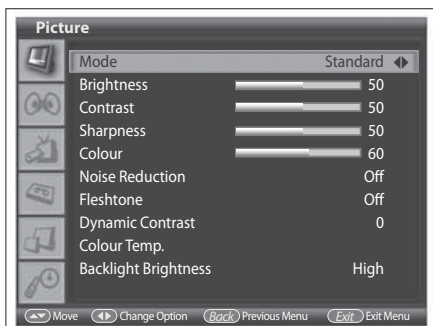 Picture
Mode Standard
Brightness 50
Contrast 50
Sharpness 50
Colour 60
Noise Reduction Off
Fleshtone Off
Dynamic Contrast 0
Colour Temp.
Backlight Brightness High
Move Change Option Back Previous Menu Exit Exit Menu